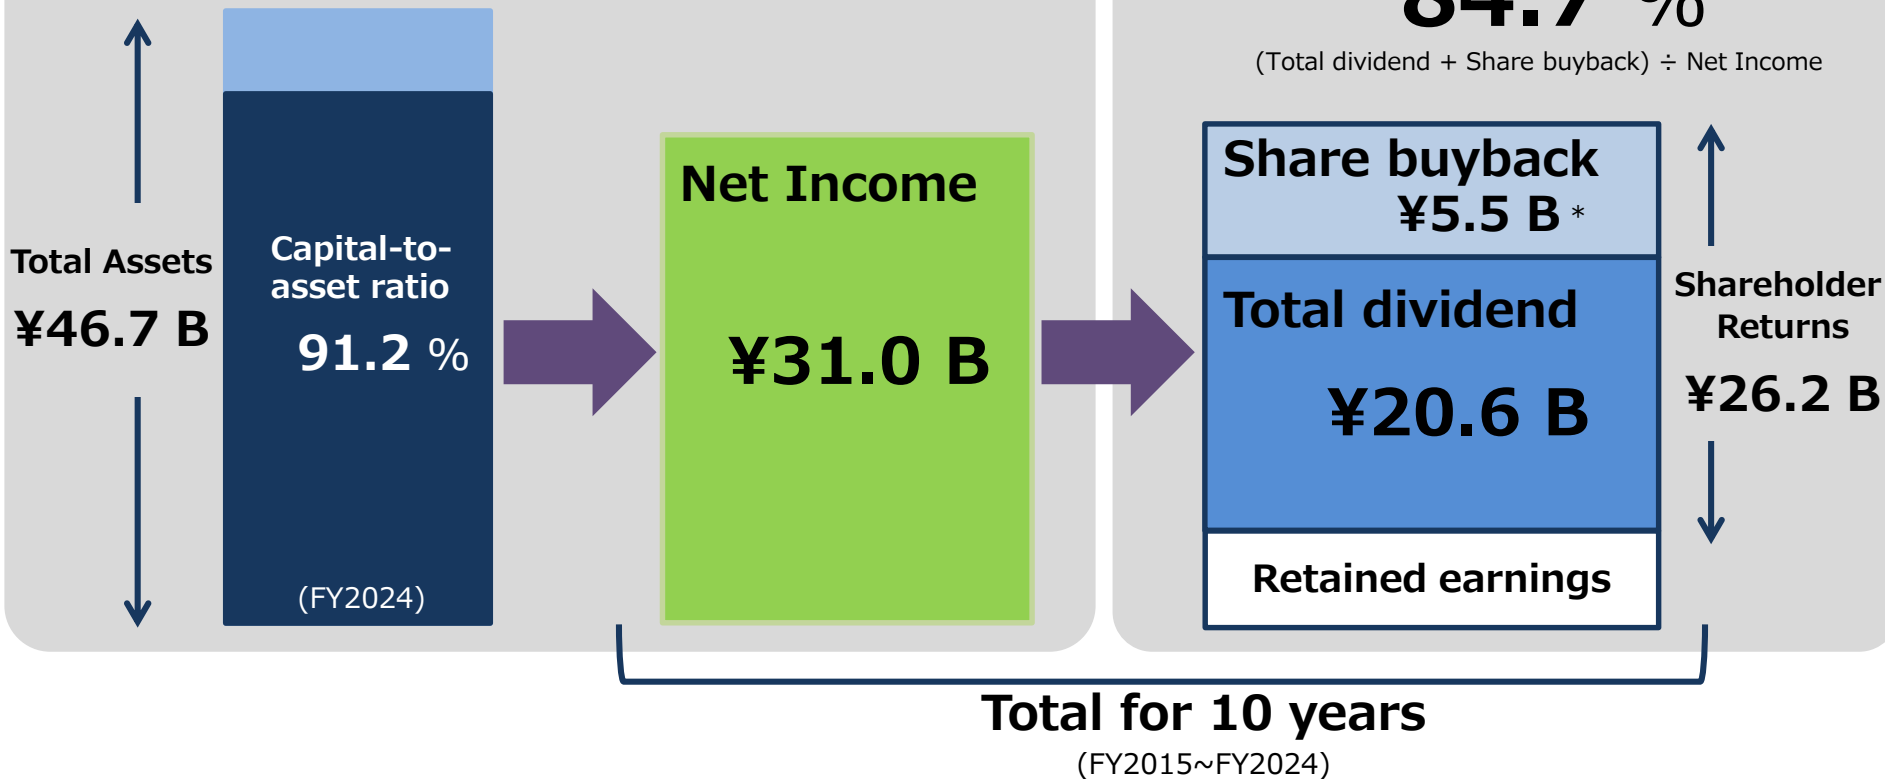 84.7 %
(Total dividend + Share buyback) ÷ Net Income
Total Assets
¥46.7 B
Capital-to-
asset ratio
91.2 %
(FY2024)
Net Income
¥31.0 B
Share buyback
¥5.5 B *
Total dividend
¥20.6 B
Retained earnings
Shareholder
Returns
¥26.2 B
Total for 10 years
(FY2015~FY2024)